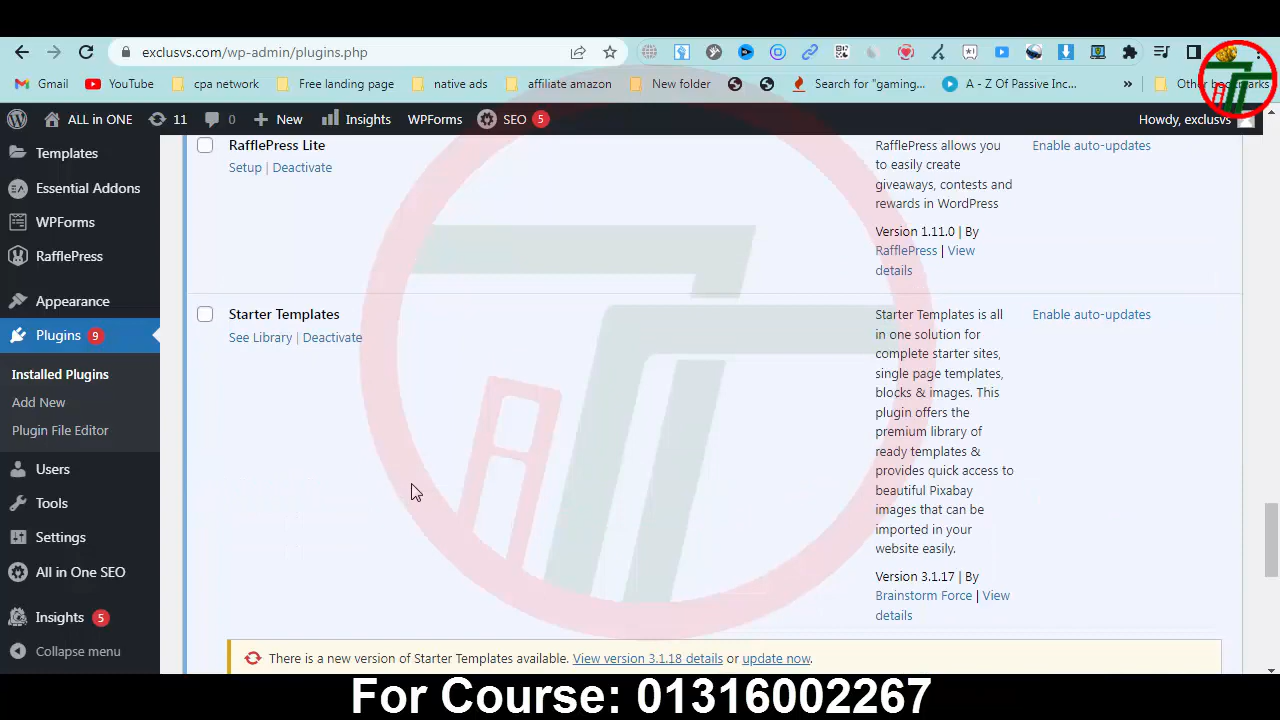 exclusvs.com/wp-admin/plugins.php
Gmail
YouTube
cpa network
Free landing page
native ads
affiliatamazon
New folder
Search for "gaming...
A - Z Of Passive Inc...
»
Other bookmarks
ALL in ONE
11
0
New
Insights
WPForms
SEO 5
Howdy, exclusvs
Templates
Essential Addons
WPForms
RafflePress
Appearance
Plugins 9
Installed Plugins
Add New
Plugin File Editor
Users
Tools
Settings
All in One SEO
Insights 5
Collapse menu
RafflePress Lite
Setup | Deactivate
RafflePress allows you
to easily create
giveaways, contests and
rewards in WordPress
Version 1.11.0 | By
RafflePress | View
details
Enable auto-updates
Starter Templates
See Library | Deactivate
Starter Templates is all
in one solution for
complete starter sites,
single page templates,
blocks & images. This
plugin offers the
premium library of
ready templates &
provides quick access to
beautiful Pixabay
images that can be
imported in your
website easily.
Version 3.1.17 | By
Brainstorm Force | View
details
Enable auto-updates
There is a new version of Starter Templates available. View version 3.1.18 details or update now.
For Course: 01316002267